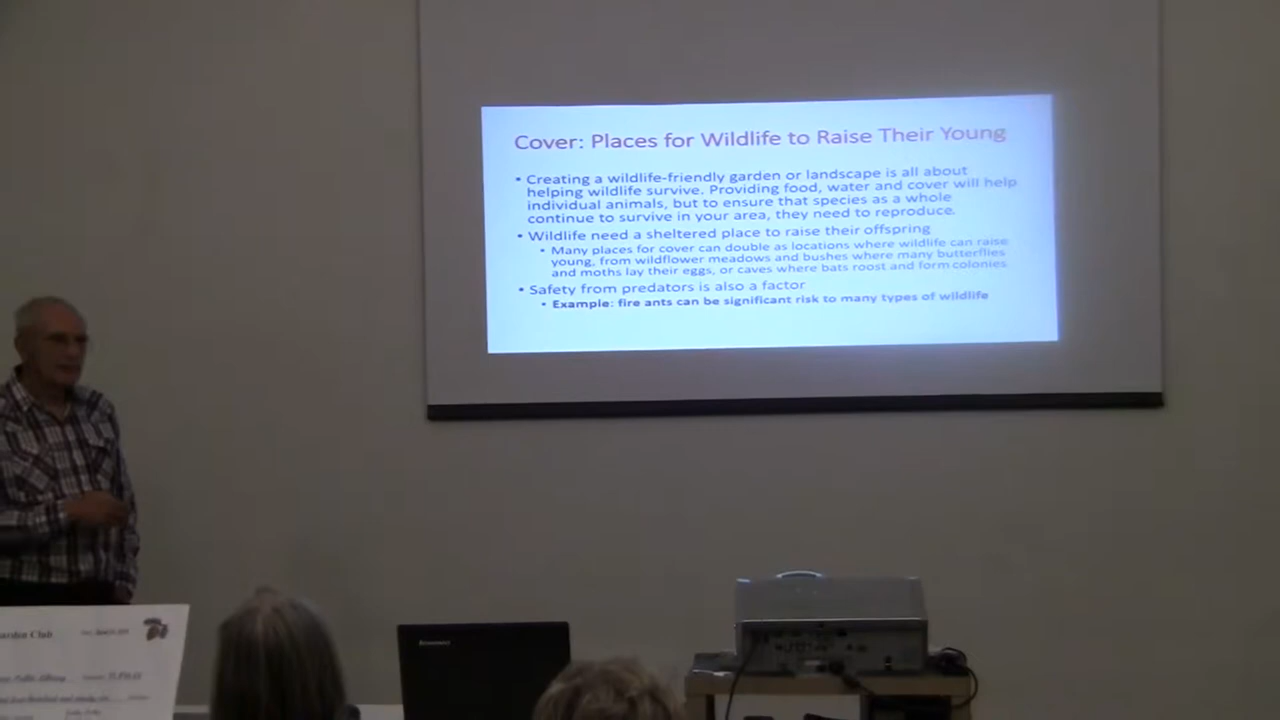 Cover: Places for Wildlife to Raise Their Young
• Creating a wildlife-friendly garden or landscape is all about
helping wildlife survive. Providing food, water and cover will help
individual animals, but to ensure that species as a whole
continue to survive in your area, they need to reproduce.
• Wildlife need a sheltered place to raise their offspring
• Many places for cover can double as locations where wildlife can raise
young, from wildflower meadows and bushes where many butterflies
and moths lay their eggs, or caves where bats roost and form colonies.
• Safety from predators is also a factor
• Example: fire ants can be significant risk to many types of wildlife
Club
Lenovo